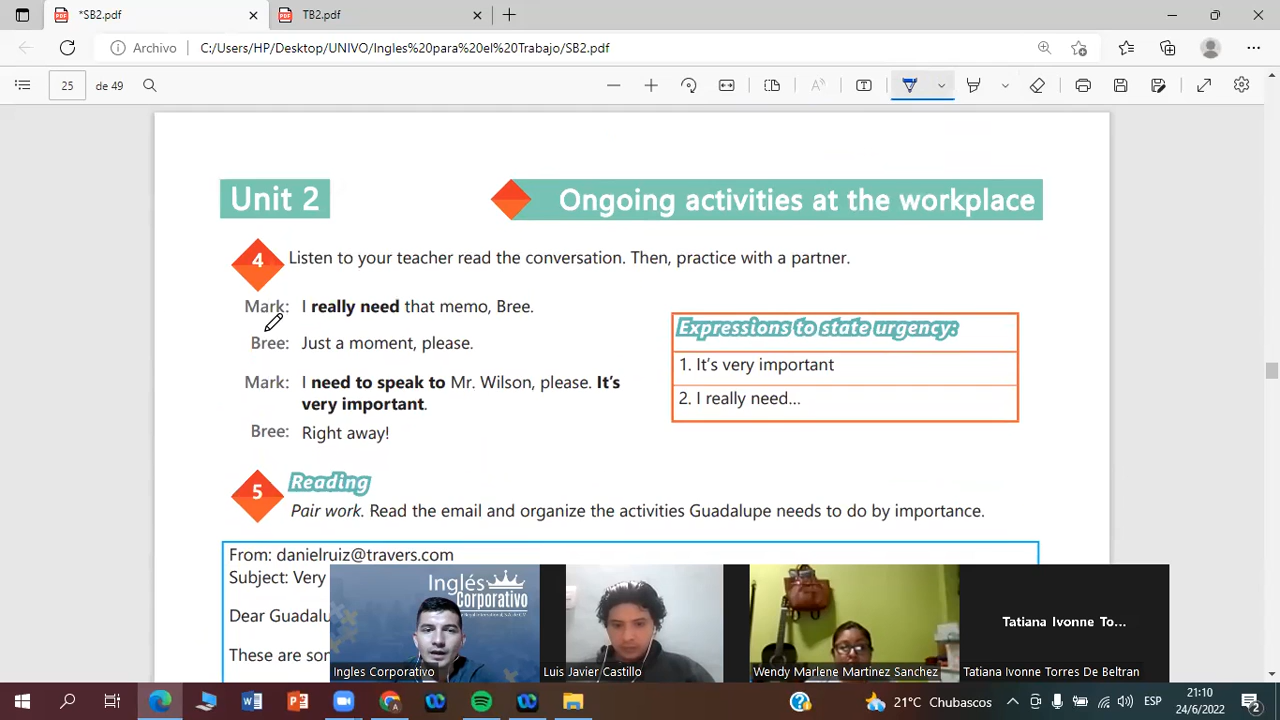 *SB2.pdf
TB2.pdf
Archivo
C:/Users/HP/Desktop/UNIVO/Ingles%20para%20el%20Trabajo/SB2.pdf
25
de 49
Unit 2
Ongoing activities at the workplace
4
Listen to your teacher read the conversation. Then, practice with a partner.
Mark: I really need that memo, Bree.
Bree: Just a moment, please.
Mark: I need to speak to Mr. Wilson, please. It's
very important.
Bree: Right away!
Expressions to state urgency:
1. It's very important
2. I really need...
5
Reading
Pair work. Read the email and organize the activities Guadalupe needs to do by importance.
From: danielruiz@travers.com
Subject: Very
Dear Guadalu
These are son
Inglés
Corporativo
Ingles Corporativo
Luis Javier Castillo
Wendy Marlene Martinez Sanchez
Tatiana Ivonne To...
Tatiana Ivonne Torres De Beltran
21°C Chubascos
ESP
21:10
24/6/2022
2